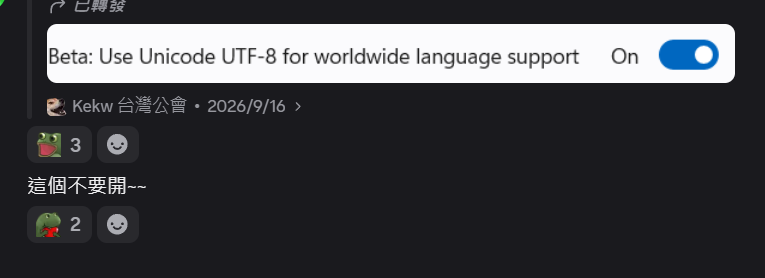 已轉發
Beta: Use Unicode UTF-8 for worldwide language support On
Kekw 台灣公會 • 2026/9/16 >
3
這個不要開~~
2